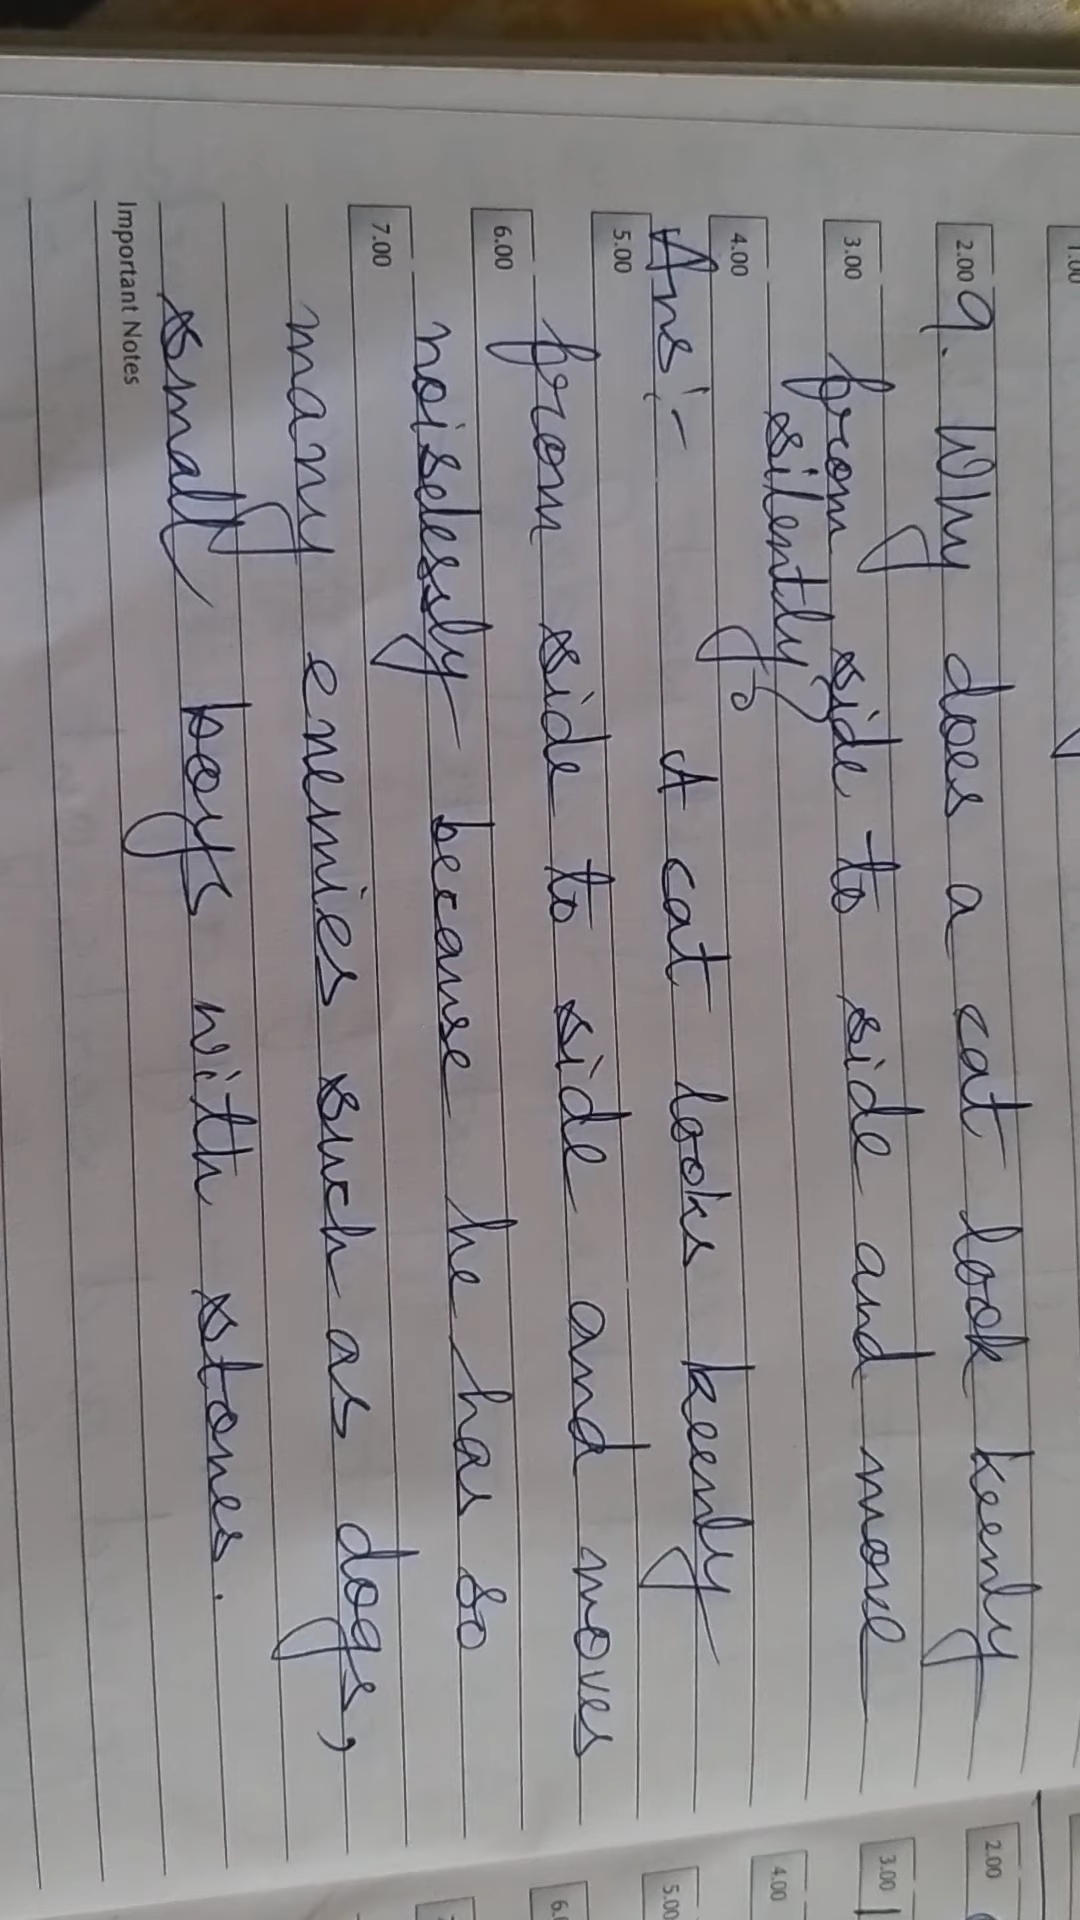 1.00
2.00 9. Why does a cat look keenly
3.00 from side to side and move
silently?
4.00
Ans:- A cat looks keenly
5.00
from side to side and moves
6.00
noiselessly because he has so
7.00
many enemies such as dogs,
small boys with stones.
Important Notes
2.00
3.00
4.00
5.00